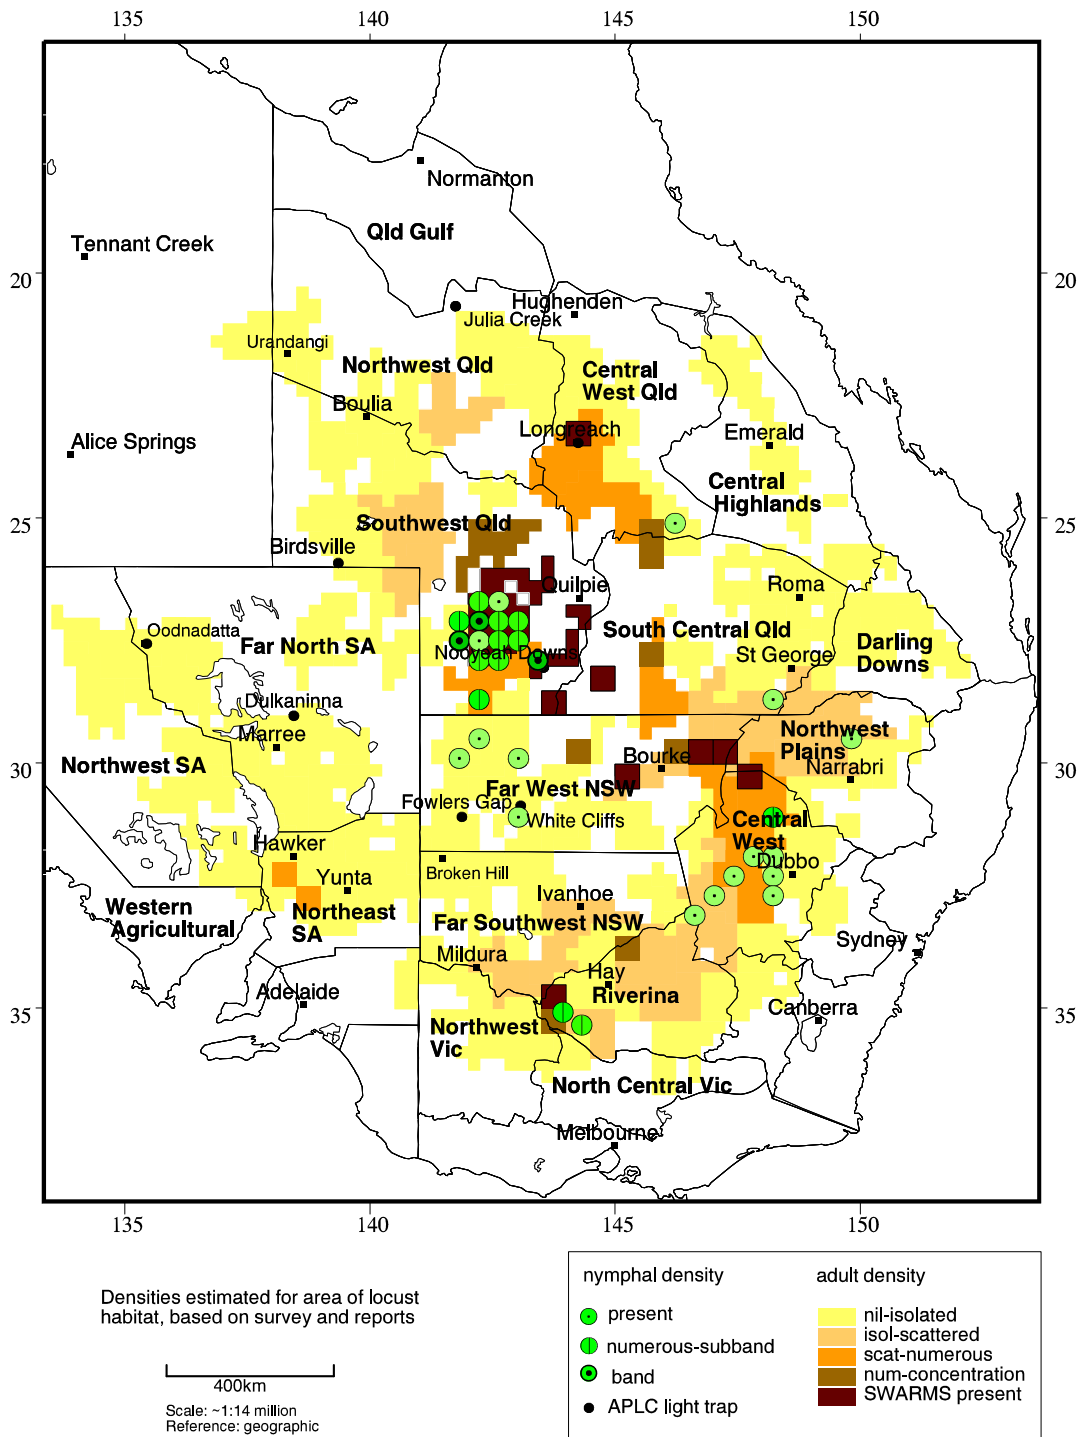 135 140 145 150
Normanton
Qld Gulf
Tennant Creek
20 20
Hughenden
Julia Creek
Urandangi
Northwest Qld
Central
West Qld
Boulia
Longreach
Emerald
Alice Springs
Central
Highlands
25 25
Southwest Qld
Birdsville
Quilpie
Roma
Oodnadatta
Far North SA
South Central Qld
Darling
Downs
Nooyeah Downs
St George
Dulkaninna
Marree
Northwest
Plains
Northwest SA
30 30
Bourke
Narrabri
Far West NSW
Fowlers Gap
White Cliffs
Central
West
Hawker
Dubbo
Broken Hill
Yunta
Ivanhoe
Western
Agricultural
Northeast
SA
Far Southwest NSW
Sydney
Mildura
Hay
Riverina
Adelaide
Canberra
35 35
Northwest
Vic
North Central Vic
Melbourne
135 140 145 150
Densities estimated for area of locust
habitat, based on survey and reports
400km
Scale: ~1:14 million
Reference: geographic
nymphal density
present
numerous-subband
band
APLC light trap
adult density
nil-isolated
isol-scattered
scat-numerous
num-concentration
SWARMS present